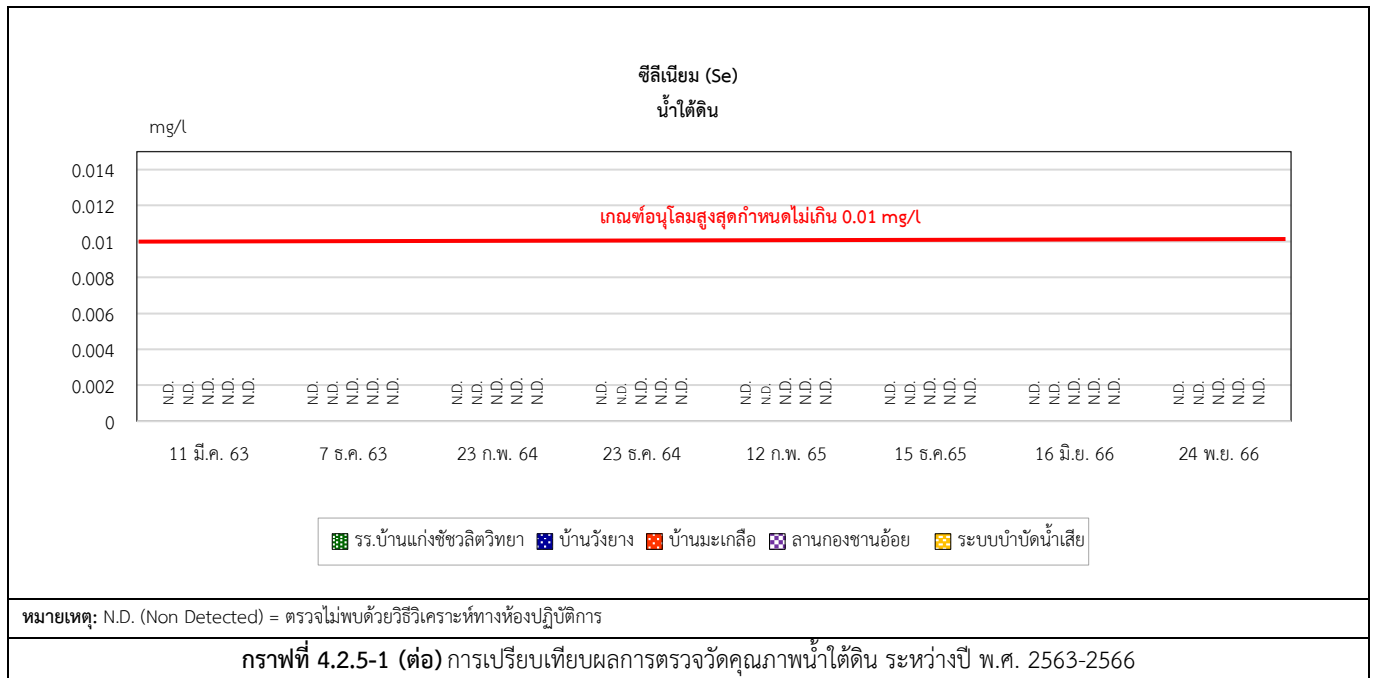 ซีลีเนียม (Se)
น้ำใต้ดิน
mg/l
0.014
0.012
เกณฑ์อนุโลมสูงสุดกำหนดไม่เกิน 0.01 mg/l
0.01
0.008
0.006
0.004
0.002
N.D. N.D. N.D. N.D. N.D. N.D. N.D. N.D. N.D. N.D. N.D. N.D. N.D. N.D. N.D. N.D. N.D. N.D. N.D. N.D. N.D. N.D. N.D. N.D. N.D. N.D. N.D. N.D. N.D. N.D. N.D. N.D. N.D. N.D. N.D. N.D. N.D. N.D. N.D. N.D.
0
11 มี.ค. 63 7 ธ.ค. 63 23 ก.พ. 64 23 ธ.ค. 64 12 ก.พ. 65 15 ธ.ค.65 16 มิ.ย. 66 24 พ.ย. 66
รร.บ้านแก่งชัชวลิตวิทยา บ้านวังยาง บ้านมะเกลือ ลานกองชานอ้อย ระบบบำบัดน้ำเสีย
หมายเหตุ: N.D. (Non Detected) = ตรวจไม่พบด้วยวิธีวิเคราะห์ทางห้องปฏิบัติการ
กราฟที่ 4.2.5-1 (ต่อ) การเปรียบเทียบผลการตรวจวัดคุณภาพน้ำใต้ดิน ระหว่างปี พ.ศ. 2563-2566